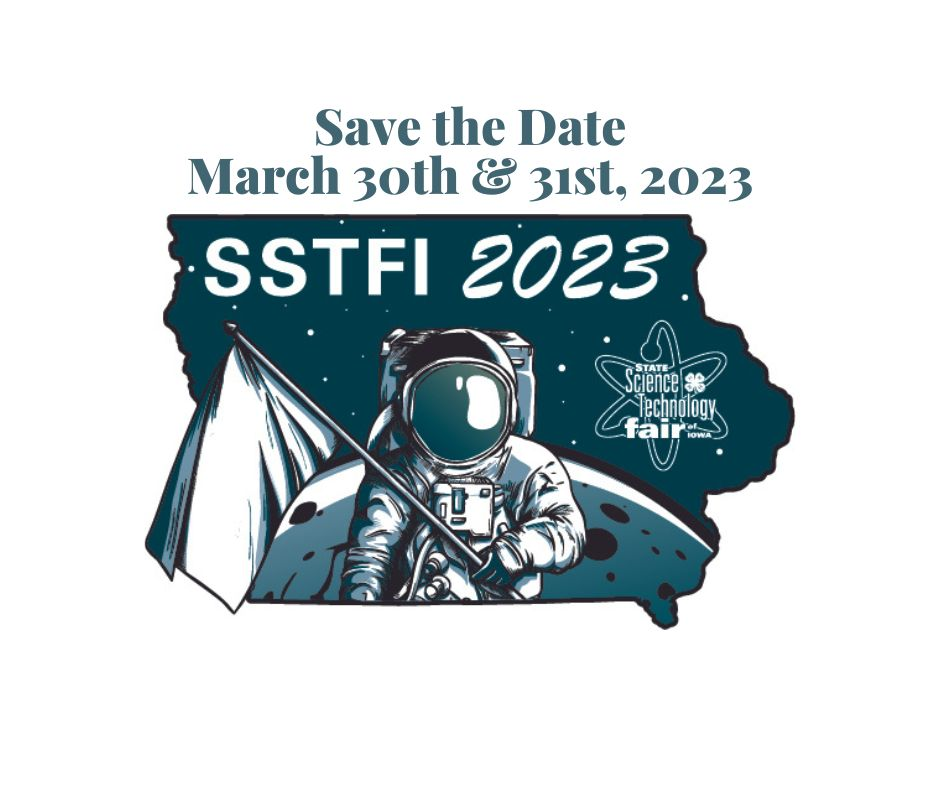 Save the Date
March 30th & 31st, 2023
SSTFI 2023
STATE
Science
Technology
fair of
IOWA